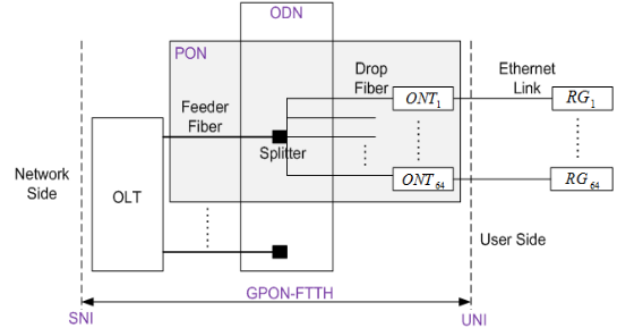 ODN
PON
Drop
Fiber
Ethernet
Link
Feeder
Fiber
ONT1
RG1
Splitter
Network
Side
OLT
ONT64
RG64
User Side
GPON-FTTH
SNI
UNI